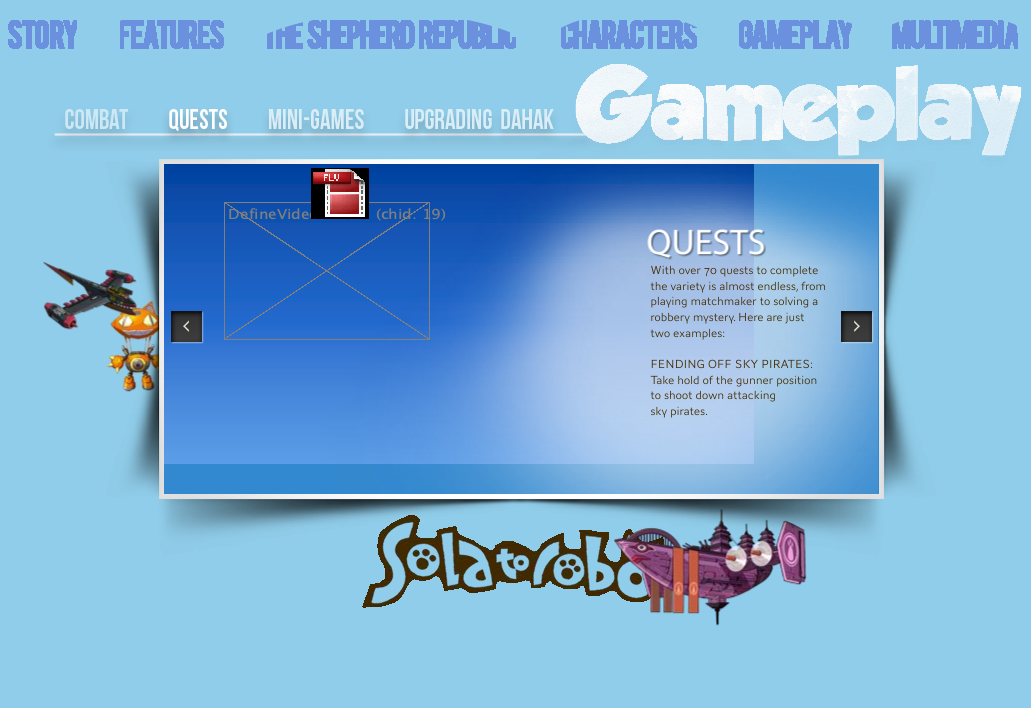 STORY FEATURES THE SHEPHERD REPUBLIC CHARACTERS GAMEPLAY MULTIMEDIA
Gameplay
COMBAT QUESTS MINI-GAMES UPGRADING DAHAK
FLV
(chid: 19)
QUESTS
With over 70 quests to complete
the variety is almost endless, from
playing matchmaker to solving a
robbery mystery. Here are just
two examples:
FENDING OFF SKY PIRATES:
Take hold of the gunner position
to shoot down attacking
sky pirates.
Solatorobo